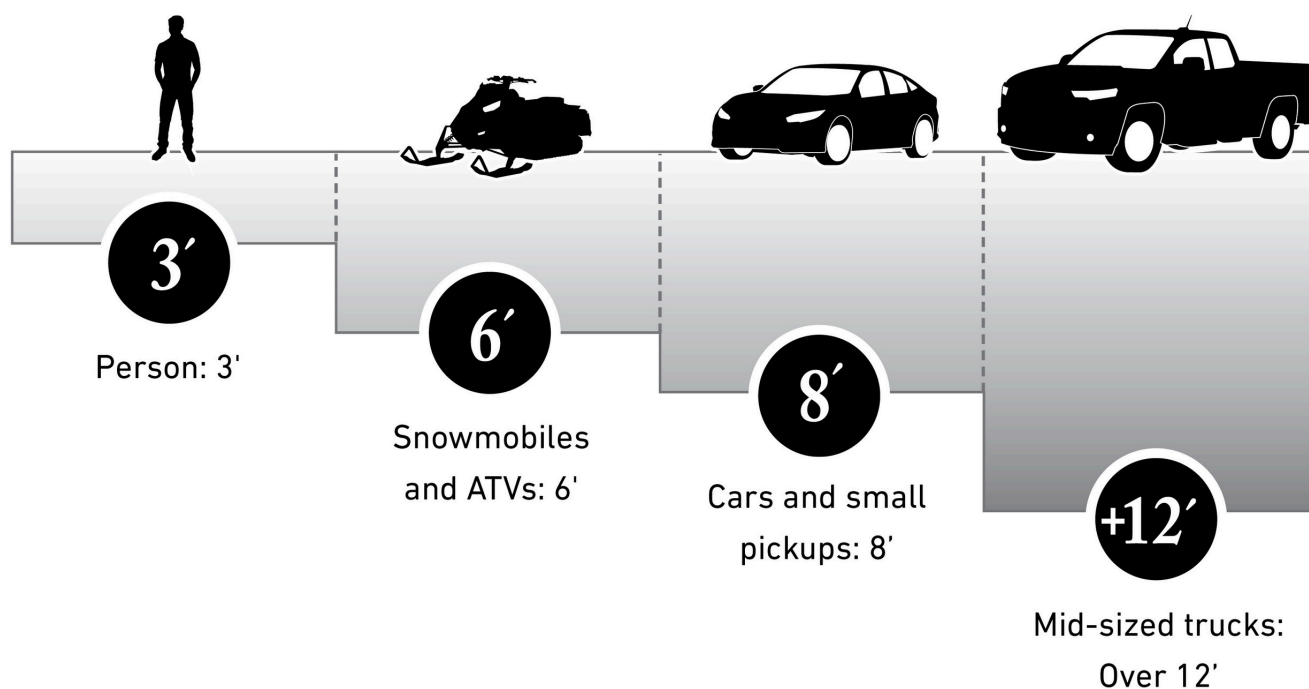 3′
Person: 3'
6′
Snowmobiles
and ATVs: 6'
8′
Cars and small
pickups: 8’
+12′
Mid-sized trucks:
Over 12’